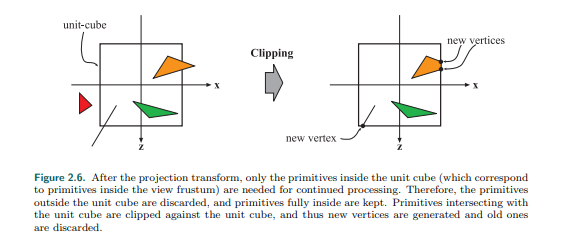 unit-cube
new vertices
Clipping
x
x
new vertex
z
z
Figure 2.6. After the projection transform, only the primitives inside the unit cube (which correspond
to primitives inside the view frustum) are needed for continued processing. Therefore, the primitives
outside the unit cube are discarded, and primitives fully inside are kept. Primitives intersecting with
the unit cube are clipped against the unit cube, and thus new vertices are generated and old ones
are discarded.